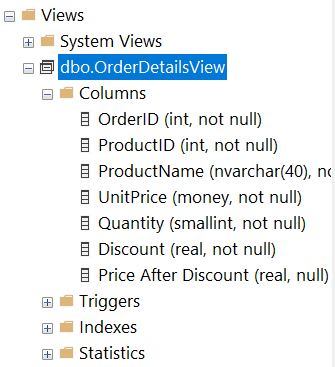 Views
System Views
dbo.OrderDetailsView
Columns
OrderID (int, not null)
ProductID (int, not null)
ProductName (nvarchar(40), no
UnitPrice (money, not null)
Quantity (smallint, not null)
Discount (real, not null)
Price After Discount (real, null)
Triggers
Indexes
Statistics